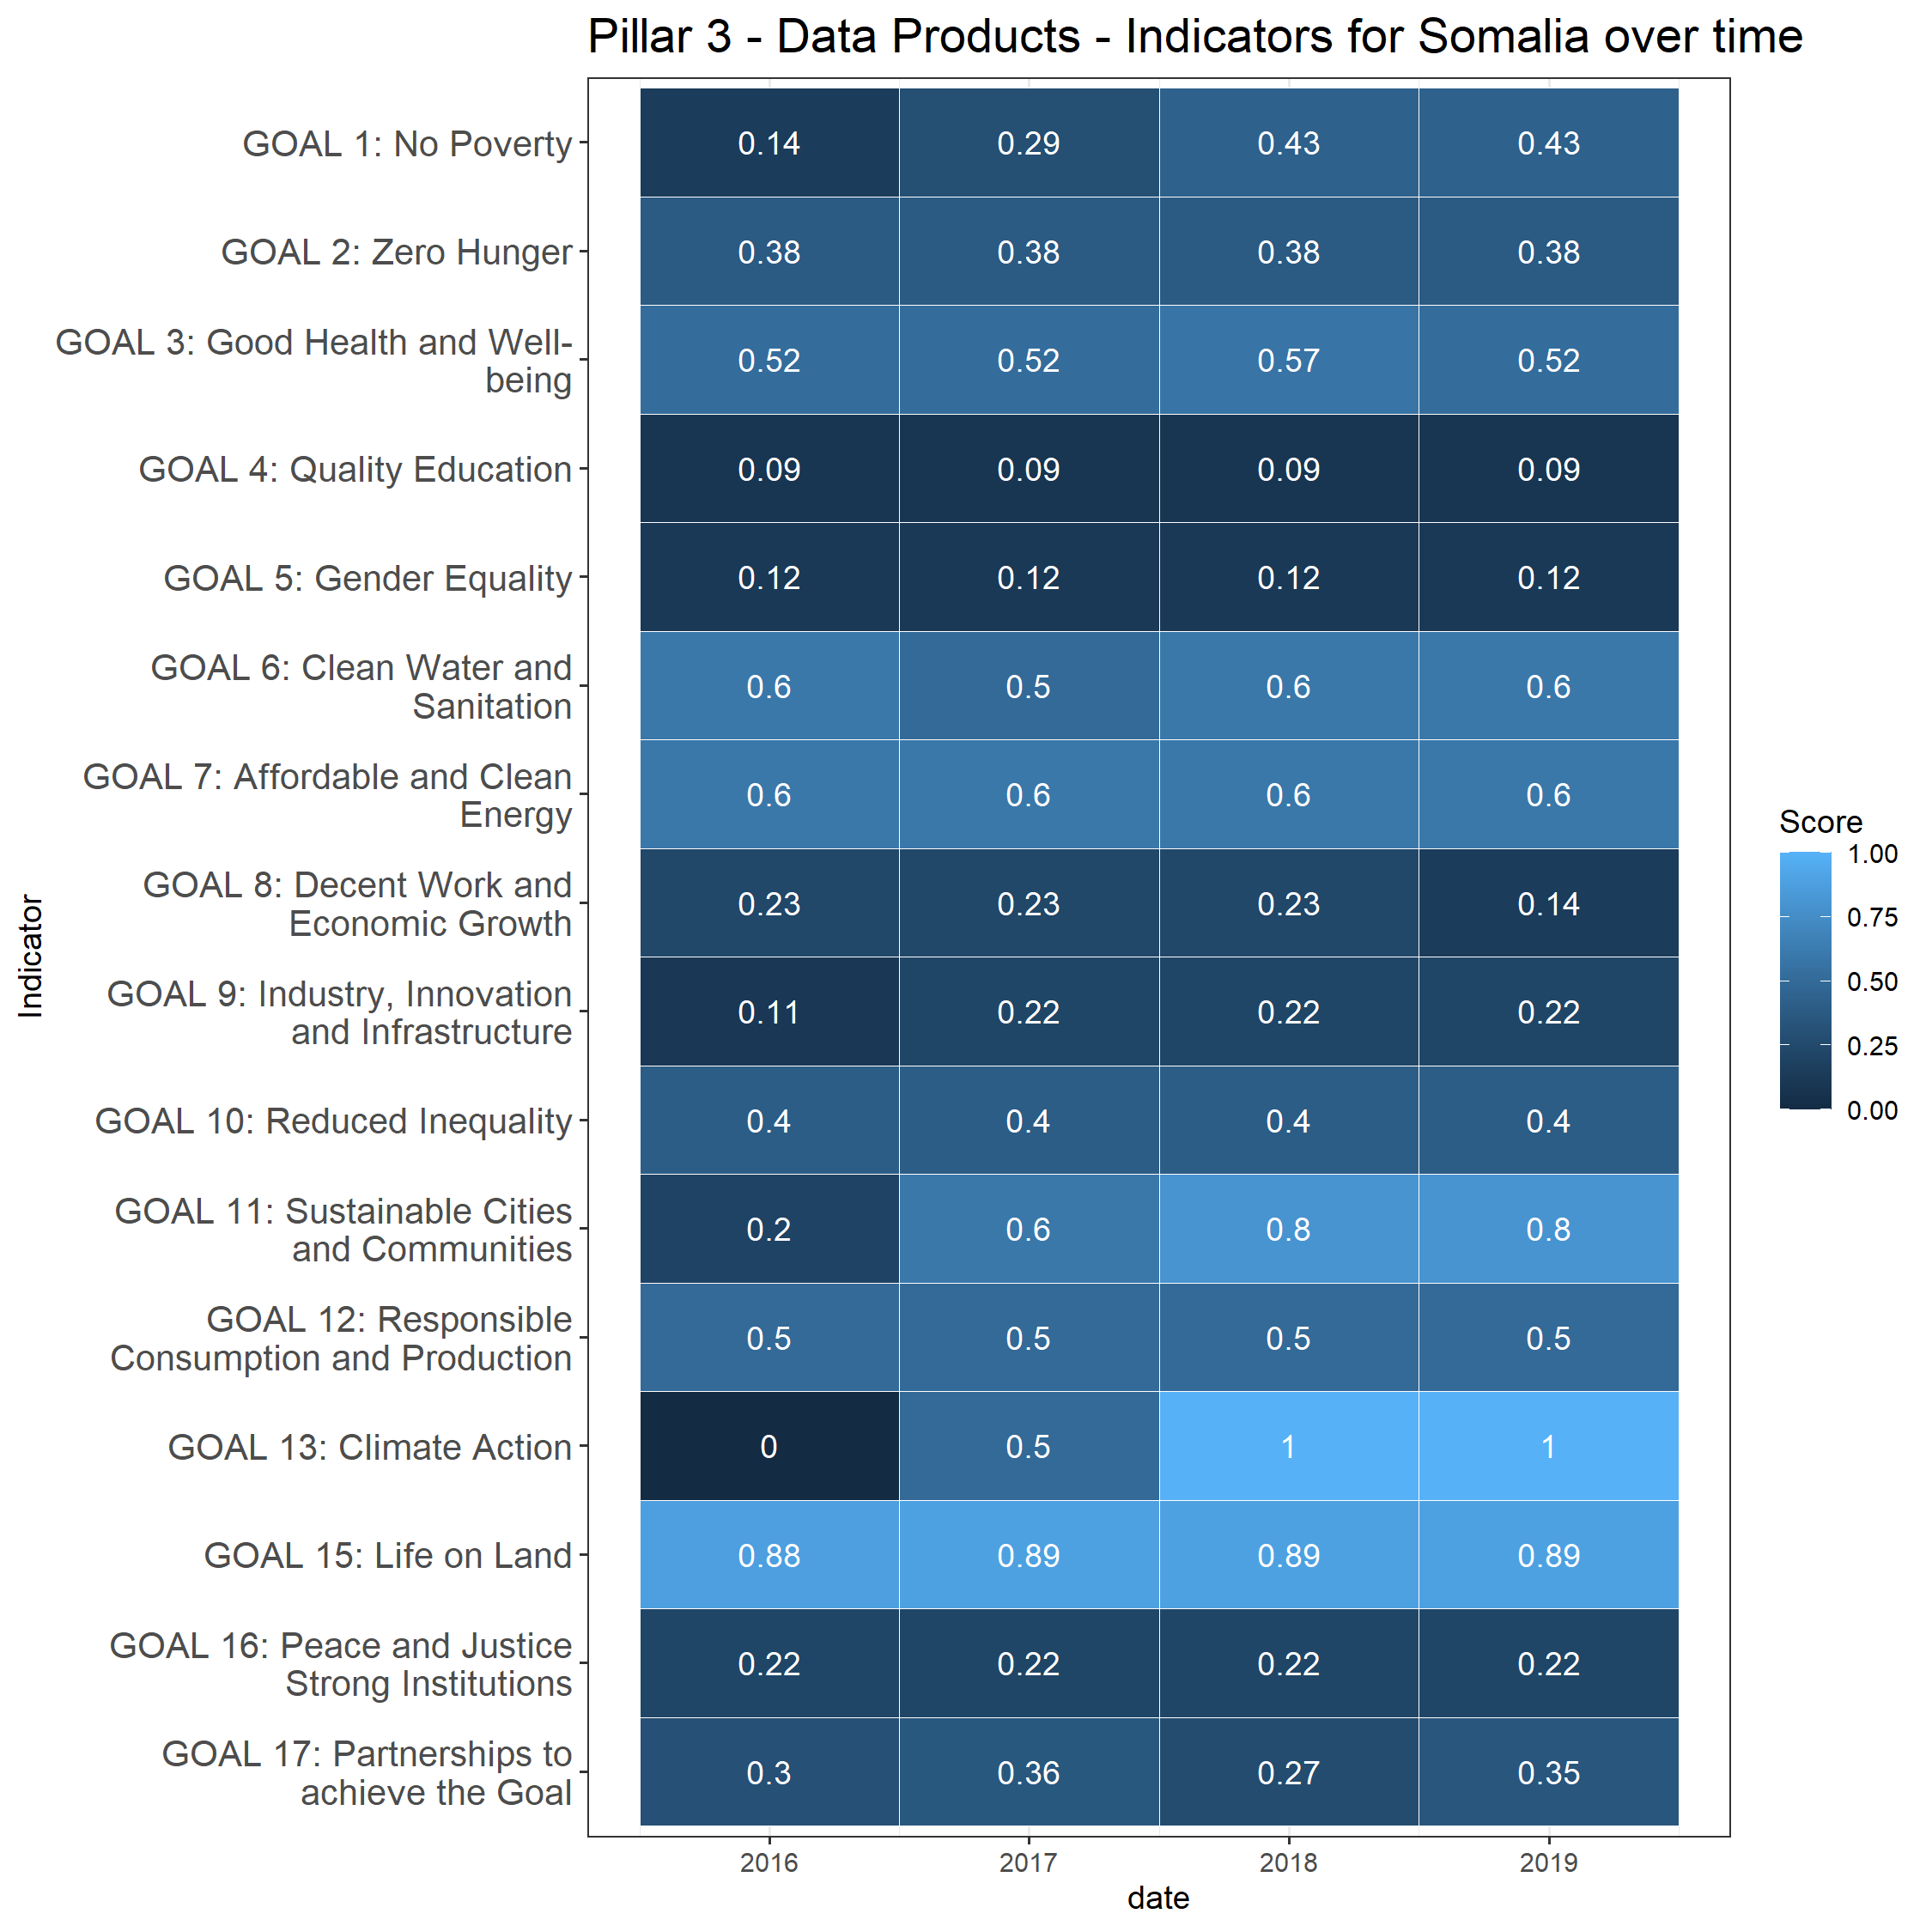 Pillar 3 - Data Products - Indicators for Somalia over time
GOAL 1: No Poverty
0.14 0.29 0.43 0.43
GOAL 2: Zero Hunger
0.38 0.38 0.38 0.38
GOAL 3: Good Health and Well-
being
0.52 0.52 0.57 0.52
GOAL 4: Quality Education
0.09 0.09 0.09 0.09
GOAL 5: Gender Equality
0.12 0.12 0.12 0.12
GOAL 6: Clean Water and
Sanitation
0.6 0.5 0.6 0.6
GOAL 7: Affordable and Clean
Energy
0.6 0.6 0.6 0.6
GOAL 8: Decent Work and
Economic Growth
0.23 0.23 0.23 0.14
GOAL 9: Industry, Innovation
and Infrastructure
0.11 0.22 0.22 0.22
GOAL 10: Reduced Inequality
0.4 0.4 0.4 0.4
GOAL 11: Sustainable Cities
and Communities
0.2 0.6 0.8 0.8
GOAL 12: Responsible
Consumption and Production
0.5 0.5 0.5 0.5
GOAL 13: Climate Action
0 0.5 1 1
GOAL 15: Life on Land
0.88 0.89 0.89 0.89
GOAL 16: Peace and Justice
Strong Institutions
0.22 0.22 0.22 0.22
GOAL 17: Partnerships to
achieve the Goal
0.3 0.36 0.27 0.35
2016 2017 2018 2019
date
Indicator
Score
1.00
0.75
0.50
0.25
0.00